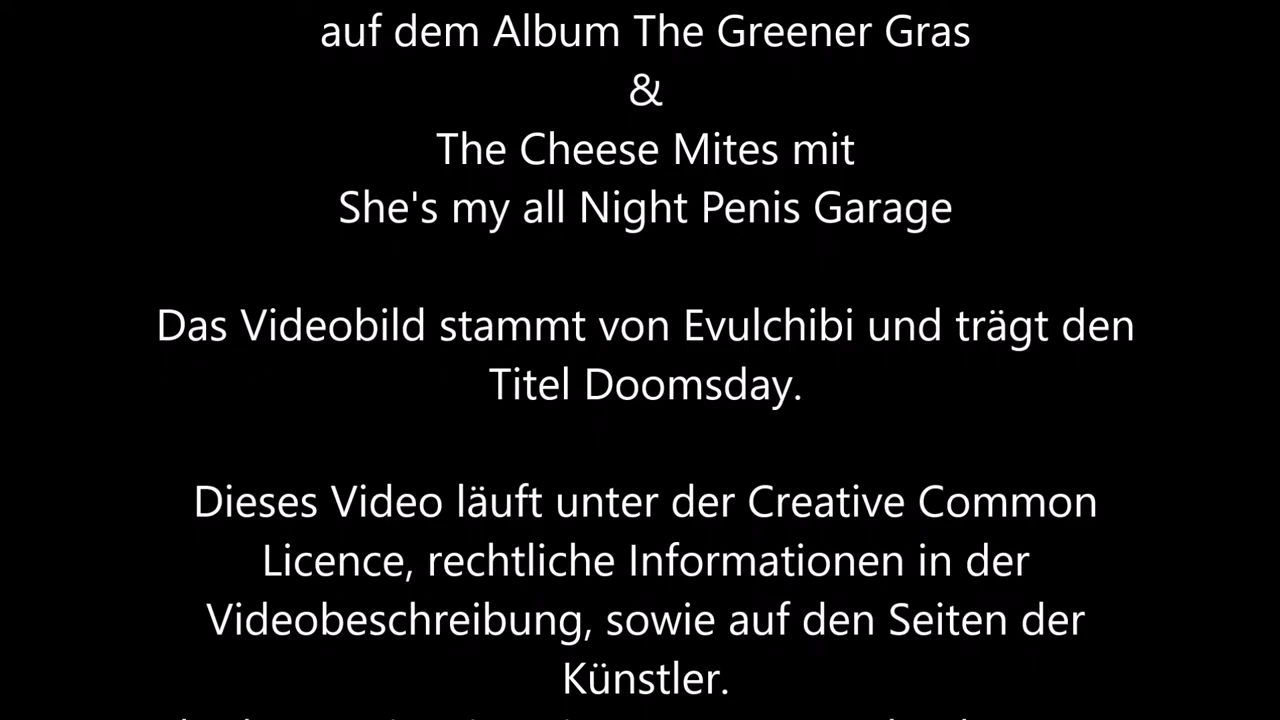 auf dem Album The Greener Gras
&
The Cheese Mites mit
She's my all Night Penis Garage
Das Videobild stammt von Evulchibi und trägt den
Titel Doomsday.
Dieses Video läuft unter der Creative Common
Licence, rechtliche Informationen in der
Videobeschreibung, sowie auf den Seiten der
Künstler.